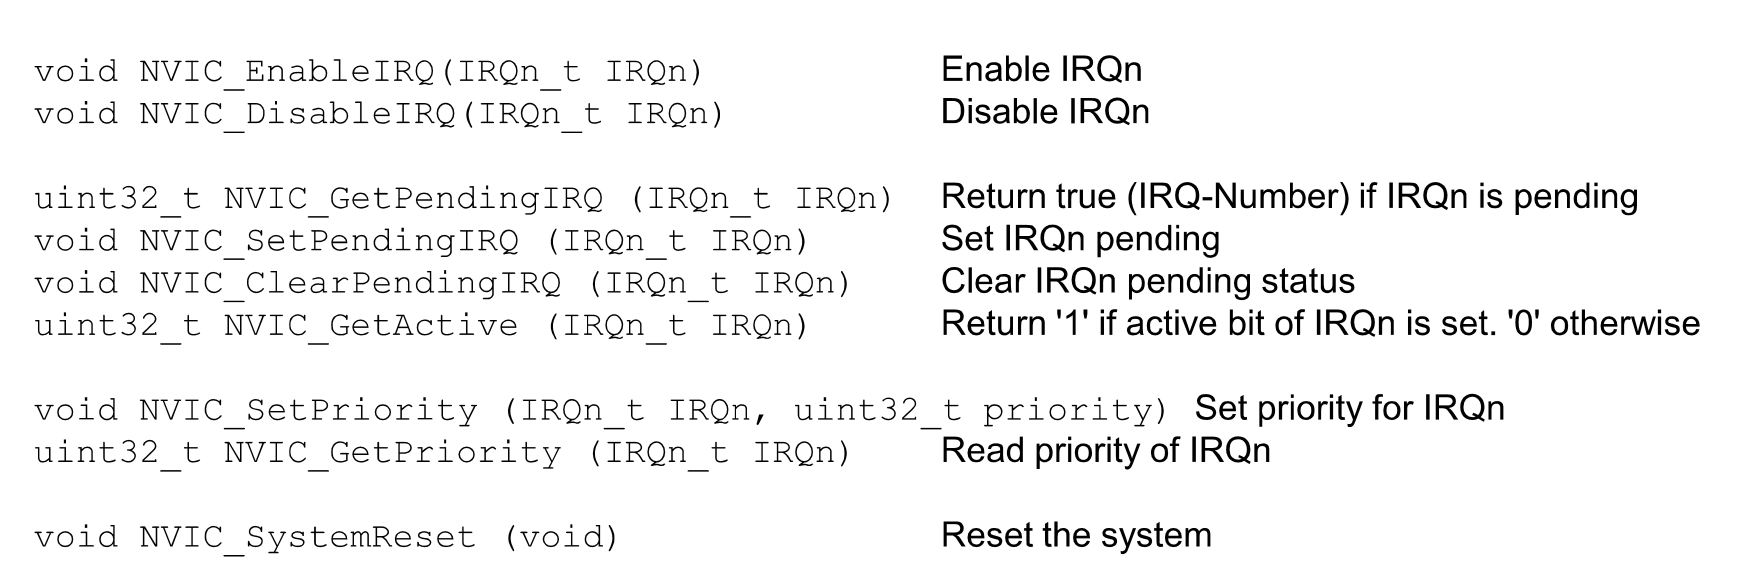 void NVIC_EnableIRQ(IRQn_t IRQn) Enable IRQn
void NVIC_DisableIRQ(IRQn_t IRQn) Disable IRQn
uint32_t NVIC_GetPendingIRQ (IRQn_t IRQn) Return true (IRQ-Number) if IRQn is pending
void NVIC_SetPendingIRQ (IRQn_t IRQn) Set IRQn pending
void NVIC_ClearPendingIRQ (IRQn_t IRQn) Clear IRQn pending status
uint32_t NVIC_GetActive (IRQn_t IRQn) Return '1' if active bit of IRQn is set. '0' otherwise
void NVIC_SetPriority (IRQn_t IRQn, uint32_t priority) Set priority for IRQn
uint32_t NVIC_GetPriority (IRQn_t IRQn) Read priority of IRQn
void NVIC_SystemReset (void) Reset the system